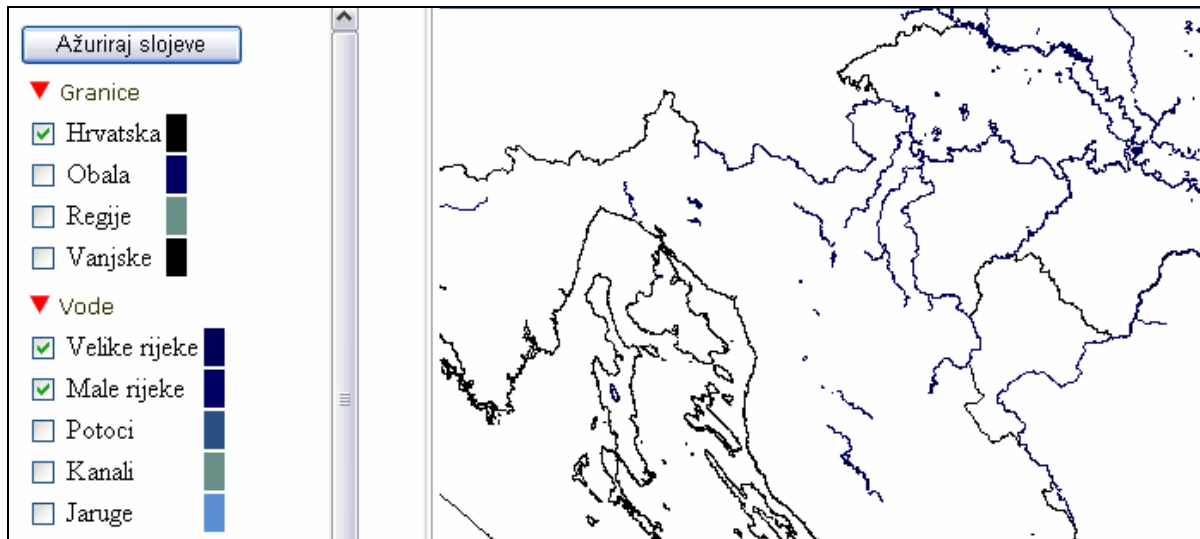 Ažuriraj slojeve
Granice
Hrvatska
Obala
Regije
Vanjske
Vode
Velike rijeke
Male rijeke
Potoci
Kanali
Jaruge